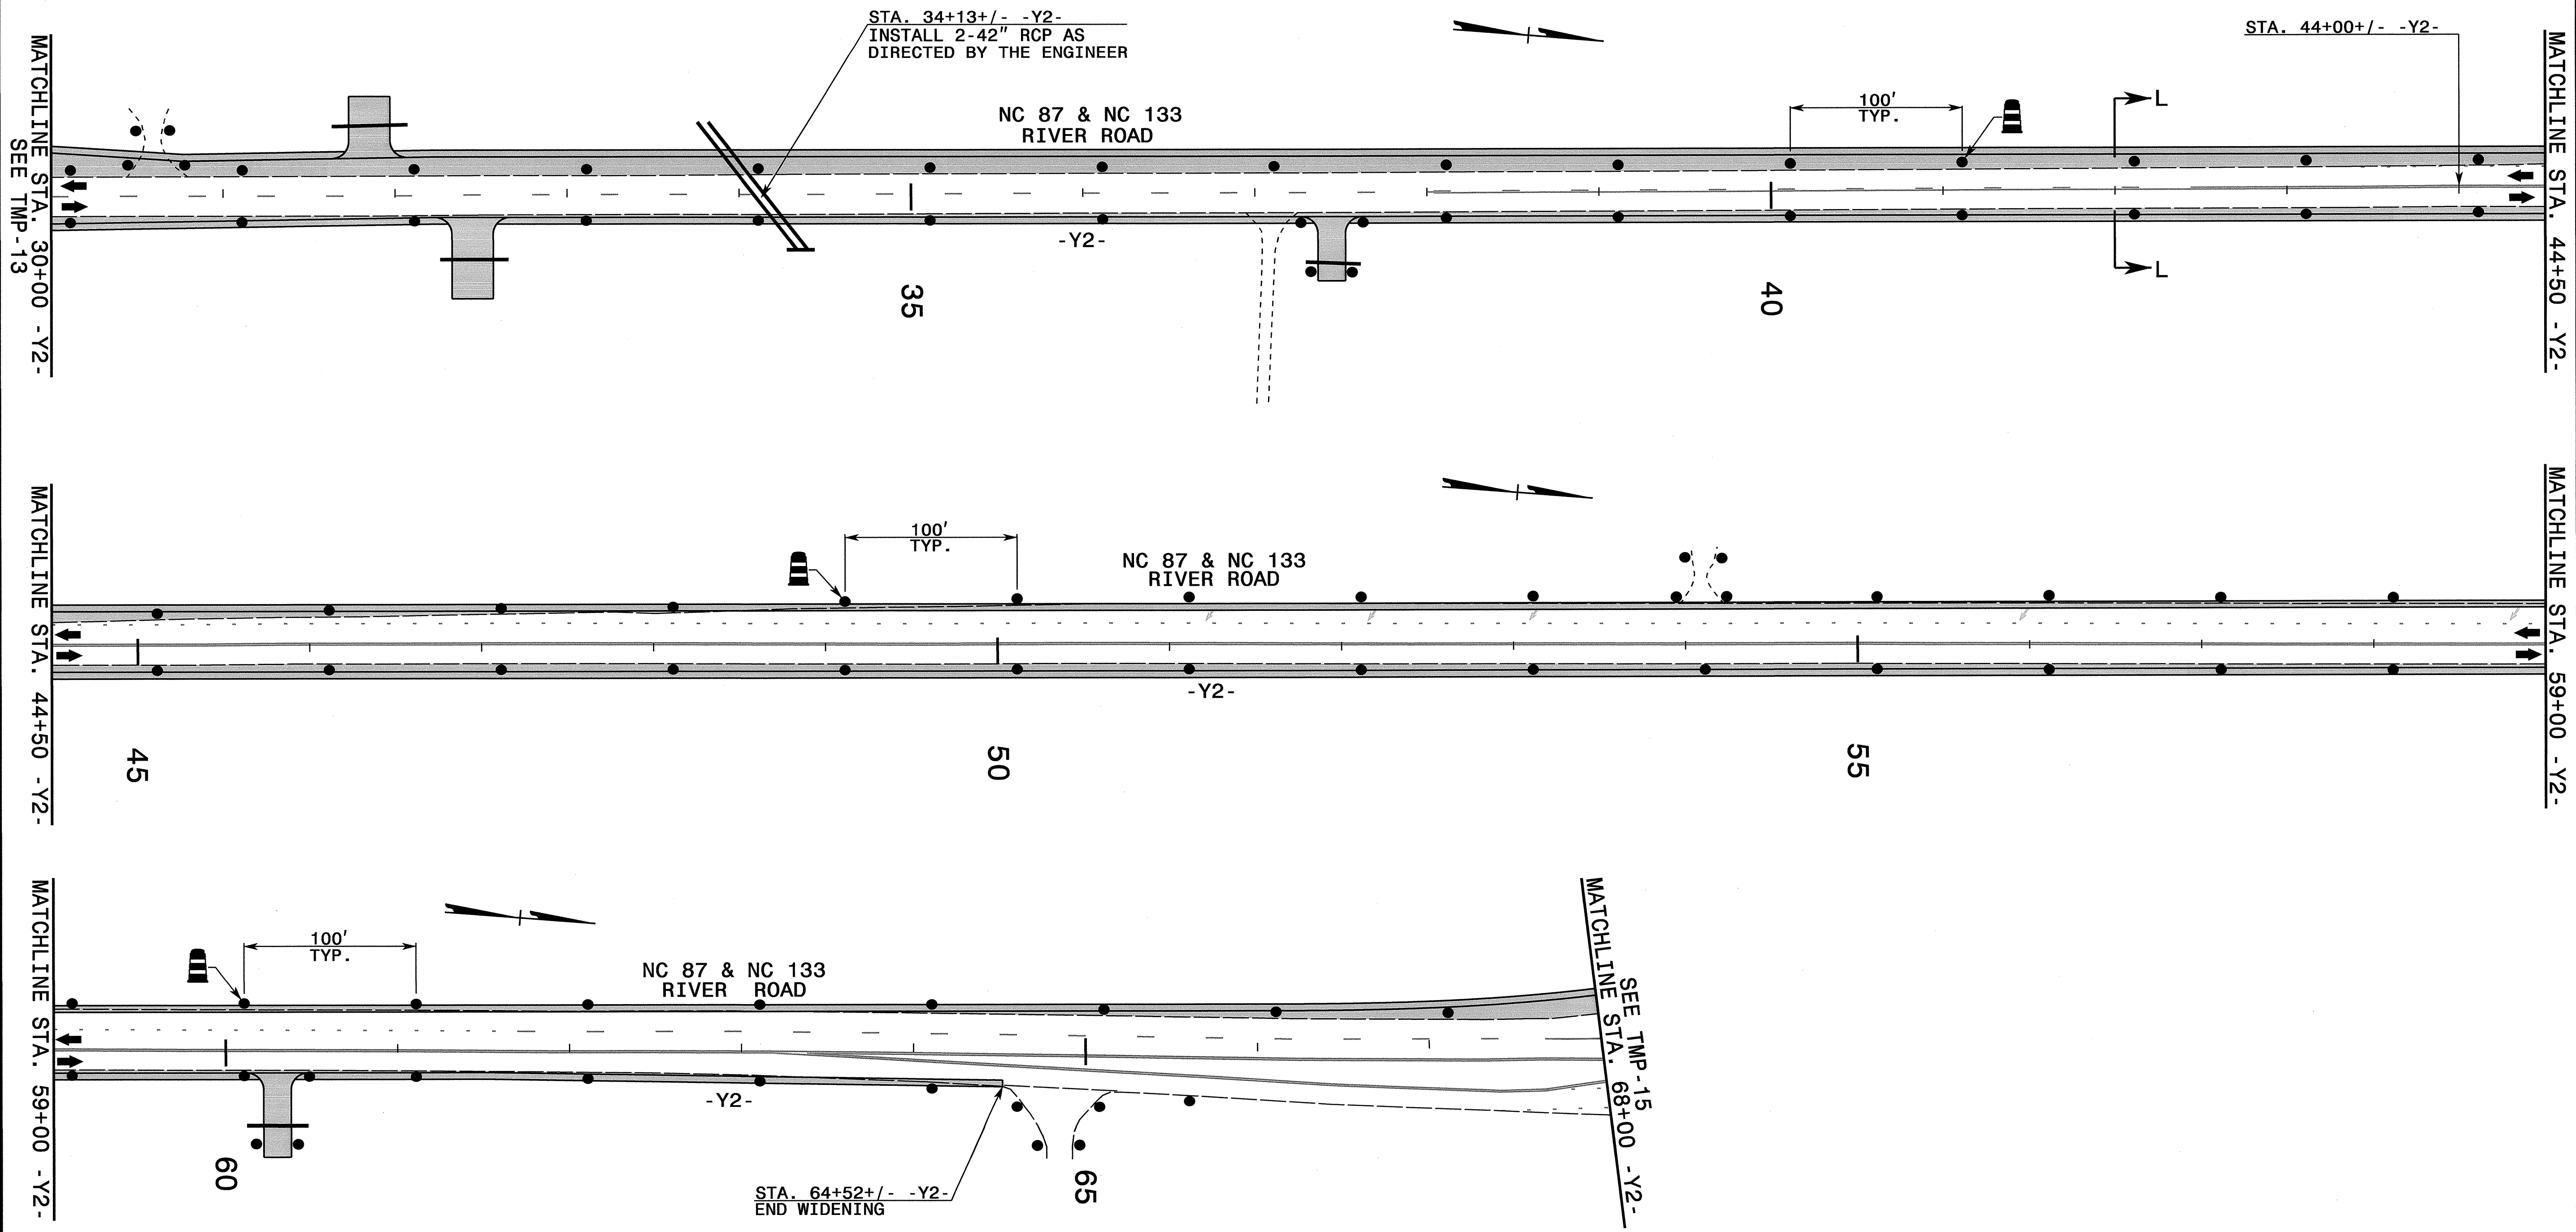 MATCHLINE STA. 30+00 -Y2-
SEE TMP-13
STA. 34+13+/- -Y2-
INSTALL 2-42" RCP AS
DIRECTED BY THE ENGINEER
NC 87 & NC 133
RIVER ROAD
-Y2-
35
100'
TYP.
40
L
L
STA. 44+00+/- -Y2-
MATCHLINE STA. 44+50 -Y2-
MATCHLINE STA. 44+50 -Y2-
45
100'
TYP.
NC 87 & NC 133
RIVER ROAD
-Y2-
50
55
MATCHLINE STA. 59+00 -Y2-
MATCHLINE STA. 59+00 -Y2-
60
100'
TYP.
NC 87 & NC 133
RIVER ROAD
-Y2-
STA. 64+52+/- -Y2-
END WIDENING
65
SEE TMP-15
MATCHLINE STA. 68+00 -Y2-